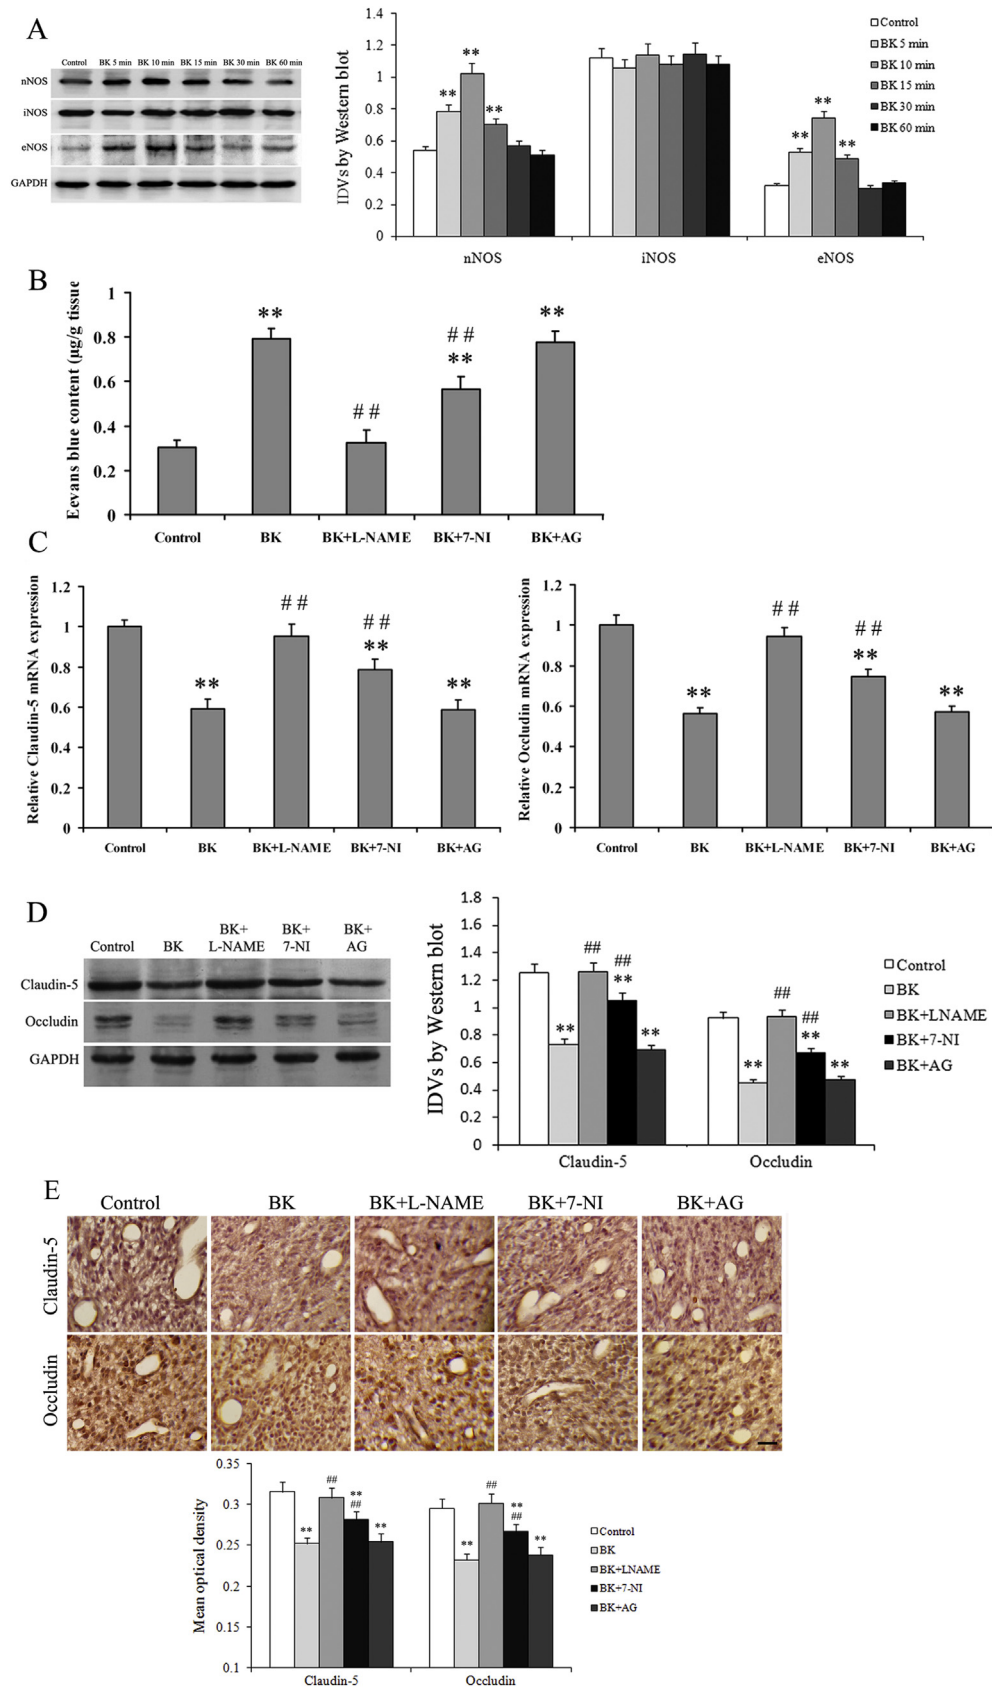 A
Control BK 5 min BK 10 min BK 15 min BK 30 min BK 60 min
nNOS
iNOS
eNOS
GAPDH
IDVs by Western blot
1.4
1.2
1
0.8
0.6
0.4
0.2
0
** ** **
** ** **
nNOS iNOS eNOS
Control
BK 5 min
BK 10 min
BK 15 min
BK 30 min
BK 60 min
B
Eevans blue content (µg/g tissue
1
0.8
0.6
0.4
0.2
0
**
# #
# #
**
**
Control BK BK+L-NAME BK+7-NI BK+AG
C
Relative Claudin-5 mRNA expression
1.2
1
0.8
0.6
0.4
0.2
0
**
# #
# #
**
**
Control BK BK+L-NAME BK+7-NI BK+AG
Relative Occludin mRNA expression
1.2
1
0.8
0.6
0.4
0.2
0
**
# #
# #
**
**
Control BK BK+L-NAME BK+7-NI BK+AG
D
Control BK BK+ L-NAME BK+ 7-NI BK+ AG
Claudin-5
Occludin
GAPDH
IDVs by Western blot
1.8
1.6
1.4
1.2
1
0.8
0.6
0.4
0.2
0
**
##
##
**
**
**
##
##
**
**
Claudin-5 Occludin
Control
BK
BK+LNAME
BK+7-NI
BK+AG
E
Control BK BK+L-NAME BK+7-NI BK+AG
Claudin-5
Occludin
Mean optical density
0.35
0.3
0.25
0.2
0.15
0.1
**
##
**
##
**
**
##
**
##
**
Claudin-5 Occludin
Control
BK
BK+LNAME
BK+7-NI
BK+AG